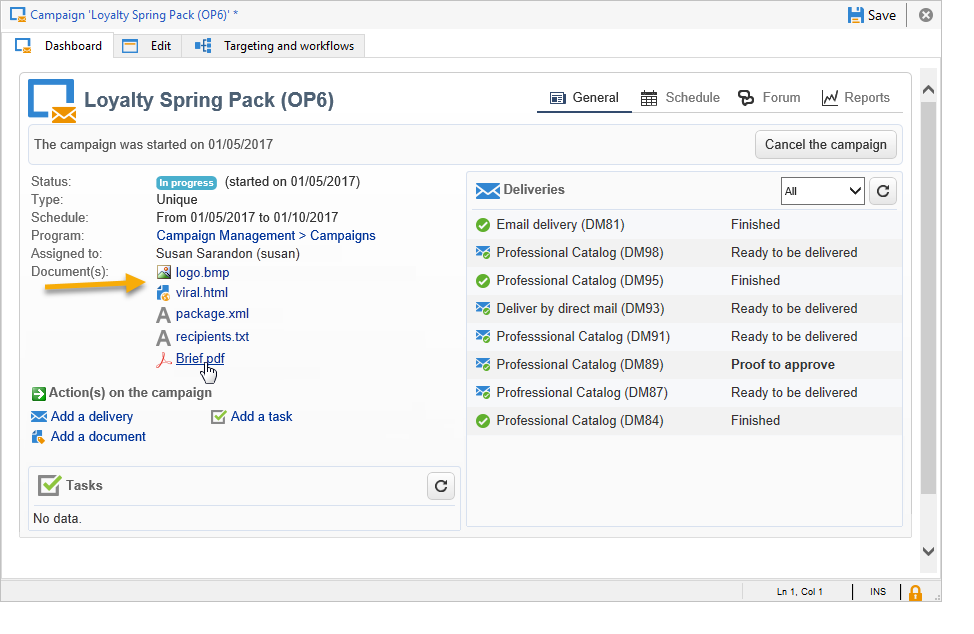 Campaign 'Loyalty Spring Pack (OP6)' *
Save
Dashboard Edit Targeting and workflows
Loyalty Spring Pack (OP6)
General Schedule Forum Reports
The campaign was started on 01/05/2017
Cancel the campaign
Status: In progress (started on 01/05/2017)
Type: Unique
Schedule: From 01/05/2017 to 01/10/2017
Program: Campaign Management > Campaigns
Assigned to: Susan Sarandon (susan)
Document(s): logo.bmp
viral.html
package.xml
recipients.txt
Brief.pdf
Action(s) on the campaign
Add a delivery Add a task
Add a document
Tasks
No data.
Deliveries All
Email delivery (DM81) Finished
Professional Catalog (DM98) Ready to be delivered
Professional Catalog (DM95) Finished
Deliver by direct mail (DM93) Ready to be delivered
Professsional Catalog (DM91) Ready to be delivered
Professional Catalog (DM89) Proof to approve
Profressional Catalog (DM87) Ready to be delivered
Professional Catalog (DM84) Finished
Ln 1, Col 1 INS